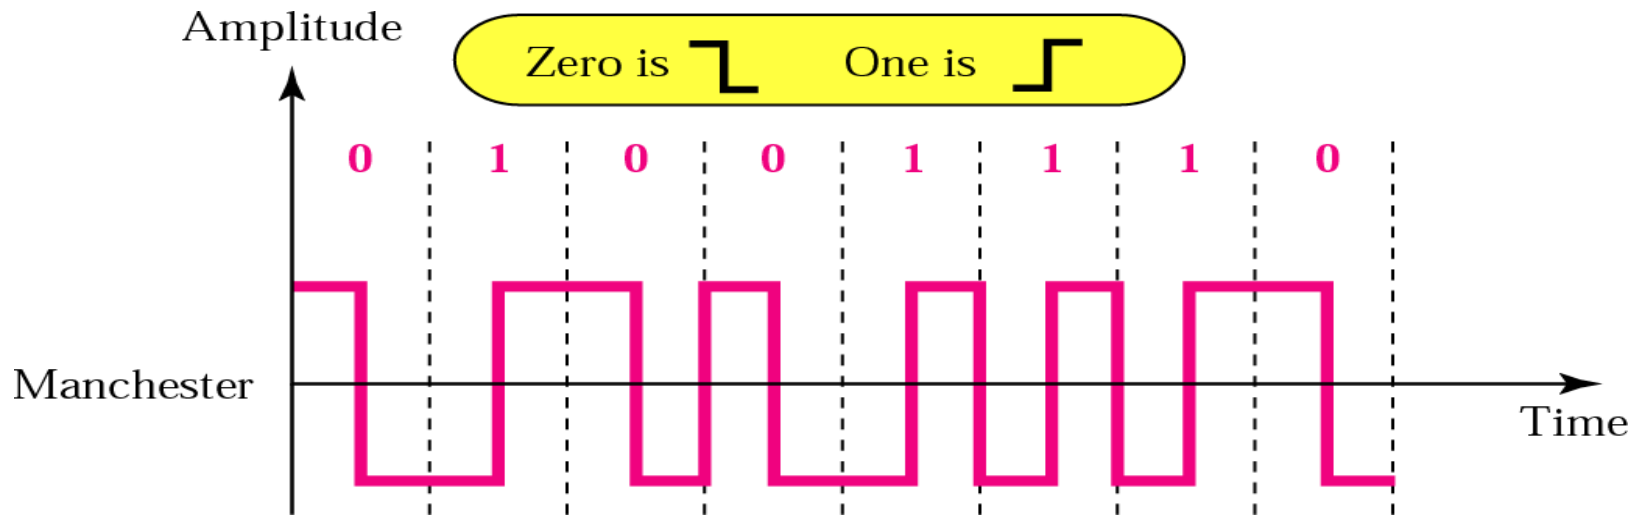 Amplitude
Zero is One is
0 1 0 0 1 1 1 0
Manchester
Time